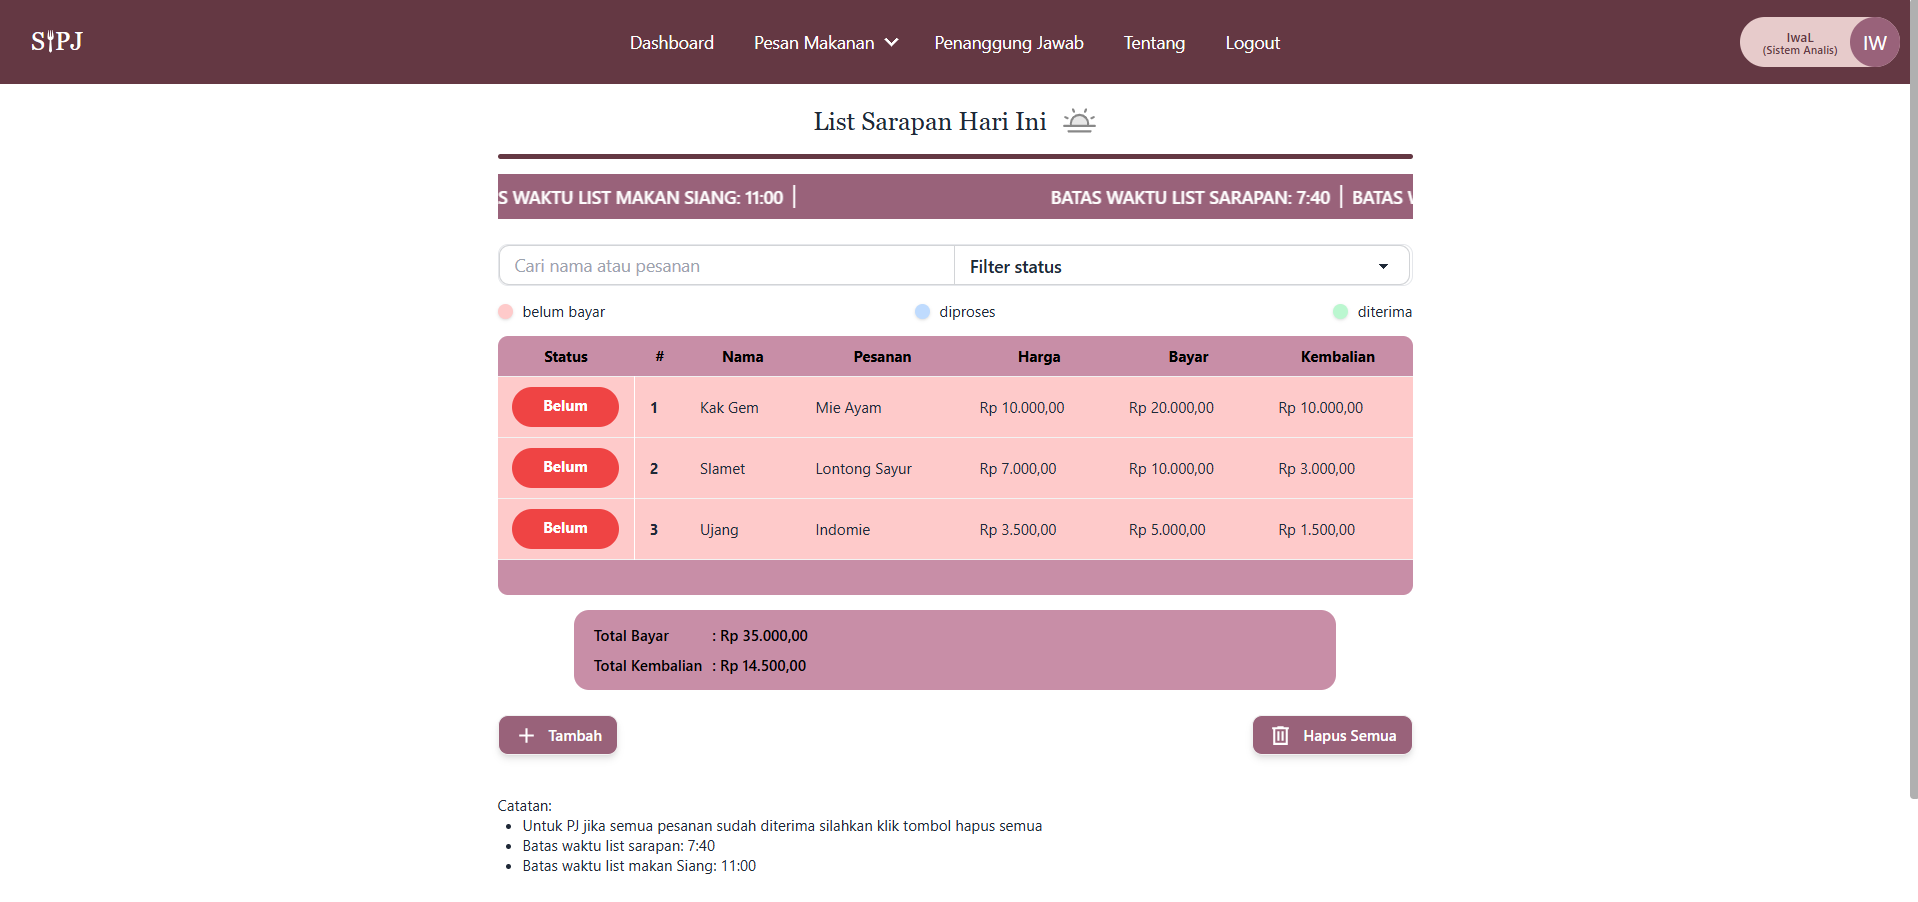 SIPJ
Dashboard Pesan Makanan Penanggung Jawab Tentang Logout
IwaL
(Sistem Analis)
IW
List Sarapan Hari Ini
S WAKTU LIST MAKAN SIANG: 11:00 | BATAS WAKTU LIST SARAPAN: 7:40 | BATAS
Cari nama atau pesanan Filter status
belum bayar diproses diterima
Status # Nama Pesanan Harga Bayar Kembalian
Belum 1 Kak Gem Mie Ayam Rp 10.000,00 Rp 20.000,00 Rp 10.000,00
Belum 2 Slamet Lontong Sayur Rp 7.000,00 Rp 10.000,00 Rp 3.000,00
Belum 3 Ujang Indomie Rp 3.500,00 Rp 5.000,00 Rp 1.500,00
Total Bayar : Rp 35.000,00
Total Kembalian : Rp 14.500,00
Tambah Hapus Semua
Catatan:
• Untuk PJ jika semua pesanan sudah diterima silahkan klik tombol hapus semua
• Batas waktu list sarapan: 7:40
• Batas waktu list makan Siang: 11:00